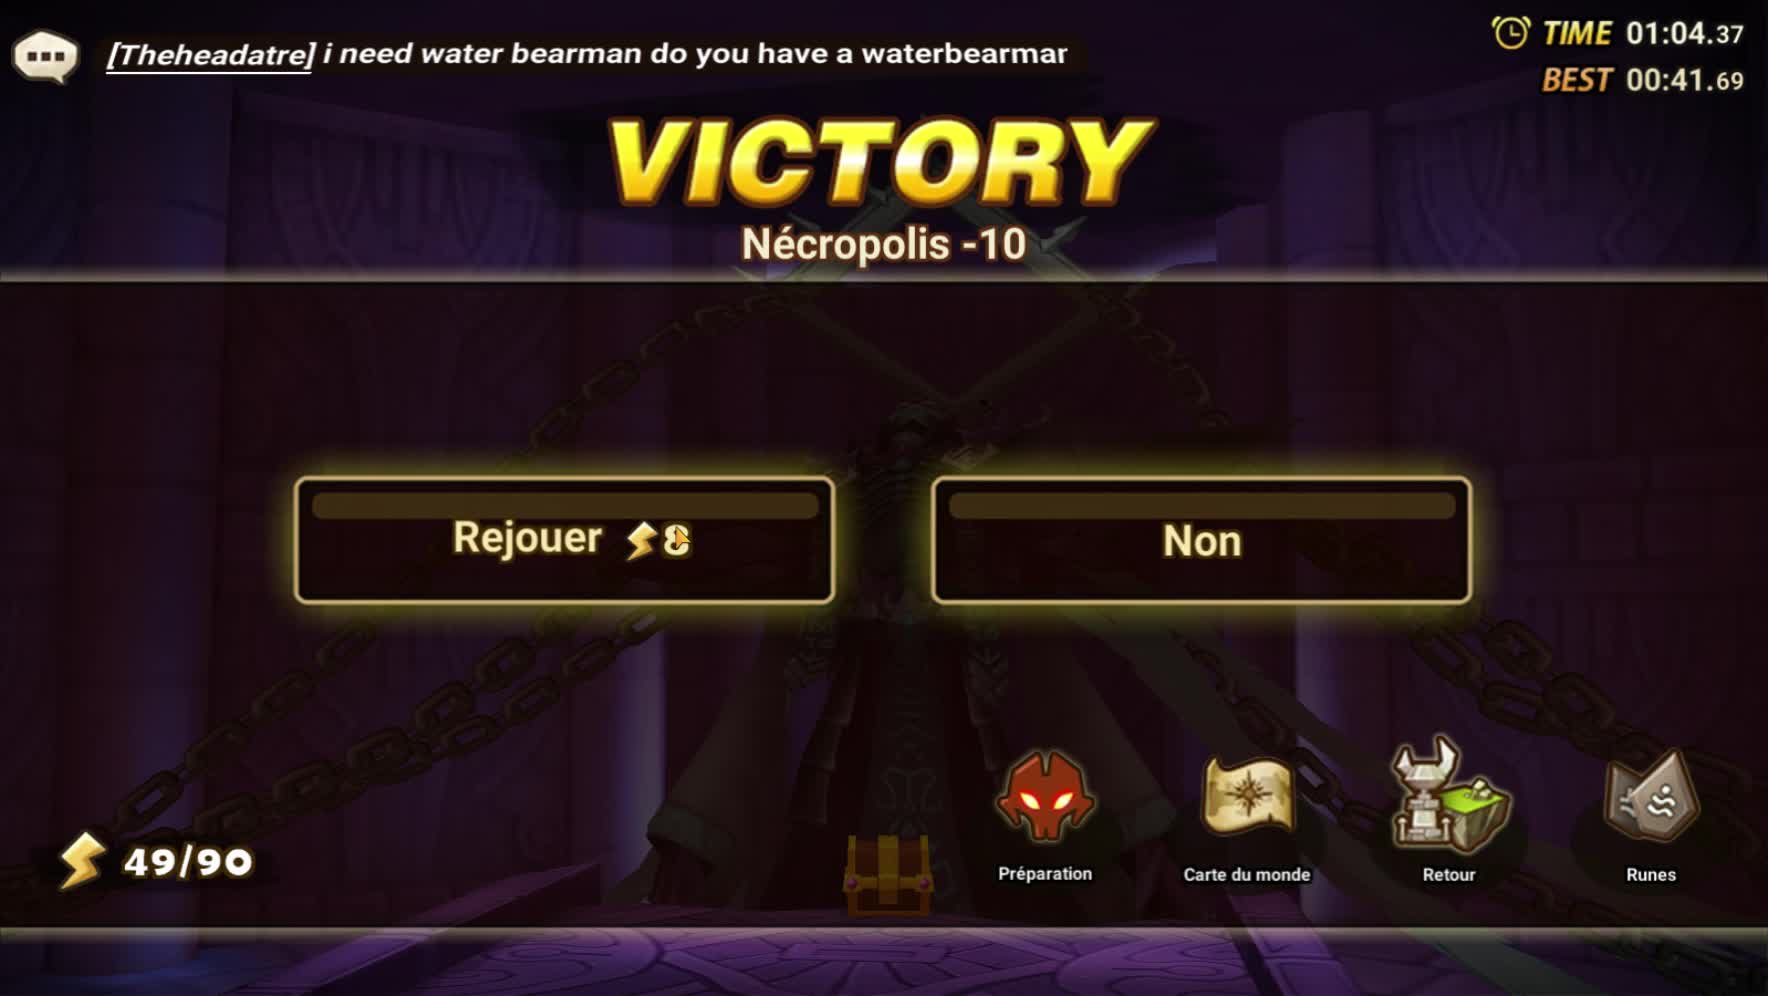 [Theheadatre] i need water bearman do you have a waterbearmar
TIME 01:04.37
BEST 00:41.69
VICTORY
Nécropolis -10
Rejouer 8
Non
49/90
Préparation
Carte du monde
Retour
Runes